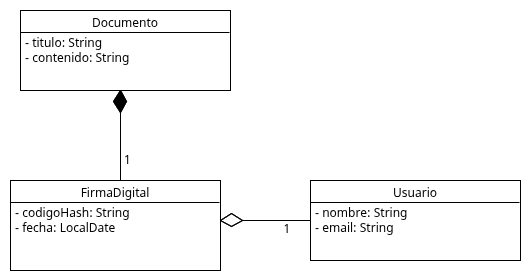 Documento
- titulo: String
- contenido: String
1
FirmaDigital
- codigoHash: String
- fecha: LocalDate
1
Usuario
- nombre: String
- email: String